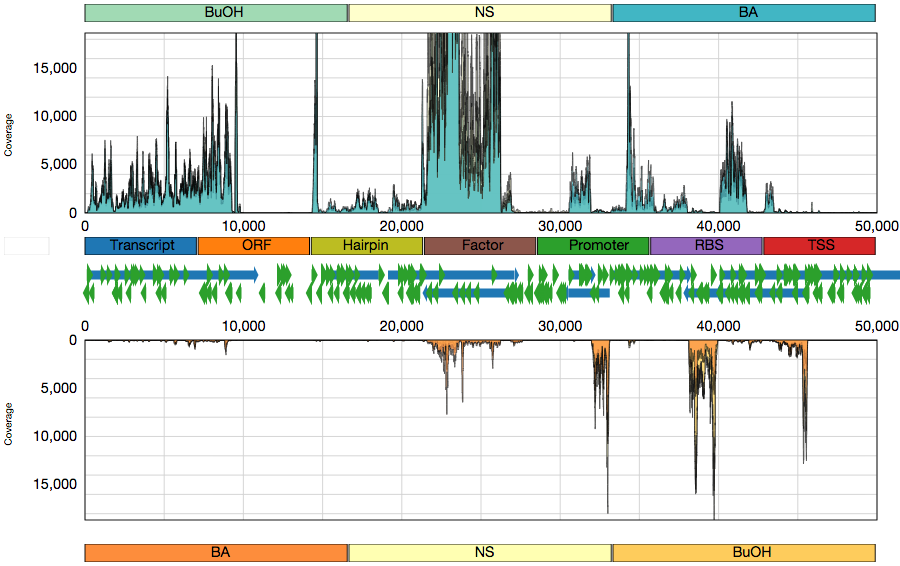 BuOH NS BA
15,000
10,000
5,000
0
Coverage
0 10,000 20,000 30,000 40,000 50,000
Transcript ORF Hairpin Factor Promoter RBS TSS
0 10,000 20,000 30,000 40,000 50,000
0
5,000
10,000
15,000
Coverage
BA NS BuOH